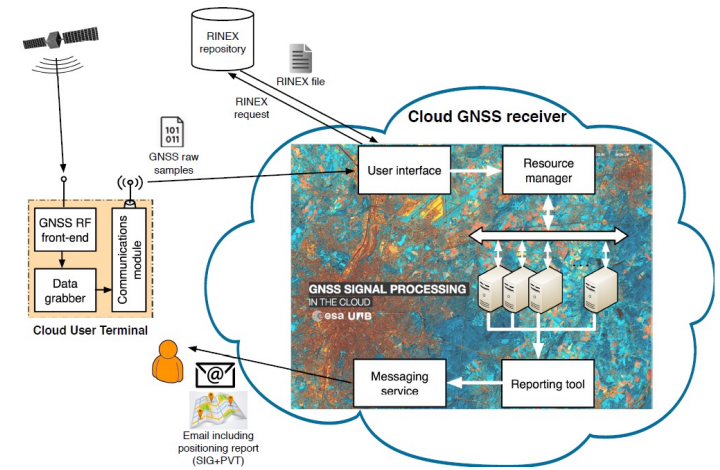 RINEX
repository
RINEX file
RINEX
request
Cloud GNSS receiver
101
011
GNSS raw
samples
User interface
Resource
manager
GNSS RF
front-end
Data
grabber
Communications
module
Cloud User Terminal
GNSS SIGNAL PROCESSING
IN THE CLOUD
esa UAB
@
Messaging
service
Reporting tool
Email including
positioning report
(SIG+PVT)